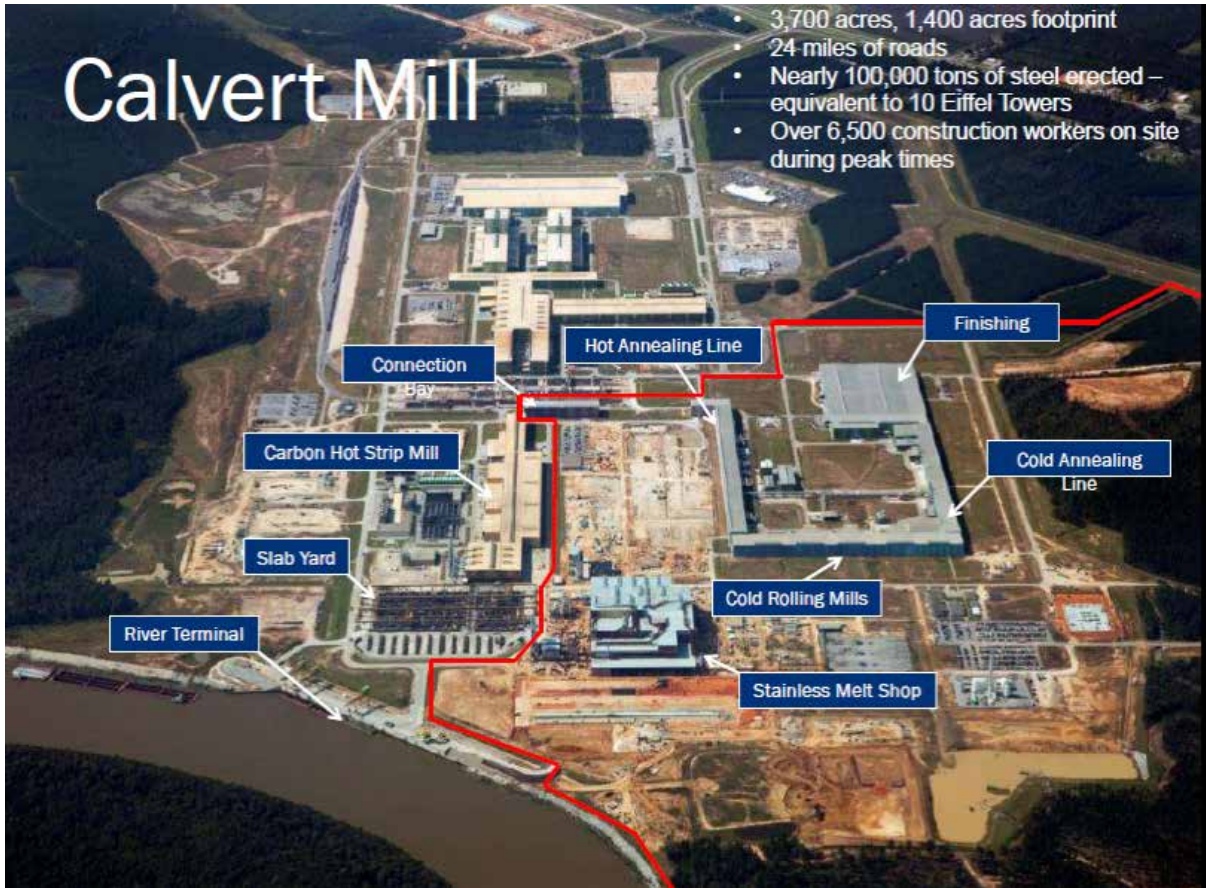 Calvert Mill
• 3,700 acres, 1,400 acres footprint
• 24 miles of roads
• Nearly 100,000 tons of steel erected –
equivalent to 10 Eiffel Towers
• Over 6,500 construction workers on site
during peak times
Finishing
Hot Annealing Line
Connection
Bay
Carbon Hot Strip Mill
Cold Annealing
Line
Slab Yard
Cold Rolling Mills
River Terminal
Stainless Melt Shop